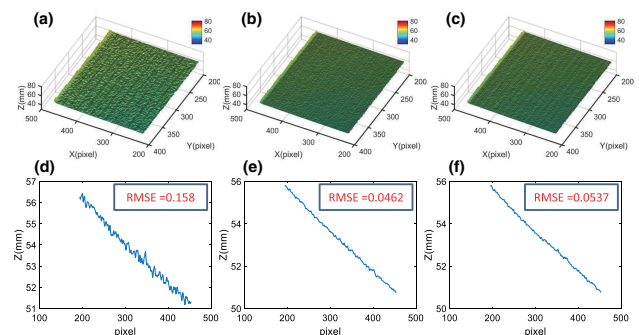 (a)
80
60
40
Z(mm)
80
60
40
500
400
300
200
X(pixel)
400
350
300
250
200
Y(pixel)
(b)
80
60
40
Z(mm)
80
60
40
500
400
300
200
X(pixel)
400
350
300
250
200
Y(pixel)
(c)
80
60
40
Z(mm)
80
60
40
500
400
300
200
X(pixel)
400
350
300
250
200
Y(pixel)
(d)
RMSE =0.158
Z(mm)
57
56
55
54
53
52
51
100 200 300 400 500
pixel
(e)
RMSE =0.0462
Z(mm)
56
54
52
50
100 200 300 400 500
pixel
(f)
RMSE =0.0537
Z(mm)
56
54
52
50
100 200 300 400 500
pixel